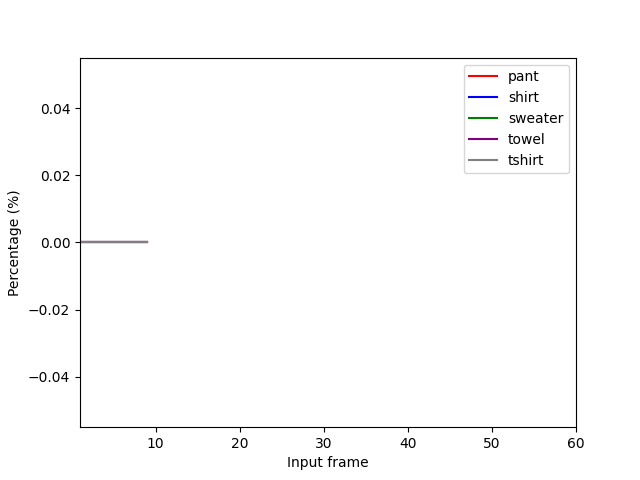 pant
shirt
sweater
towel
tshirt
0.04
0.02
0.00
−0.02
−0.04
Percentage (%)
10 20 30 40 50 60
Input frame